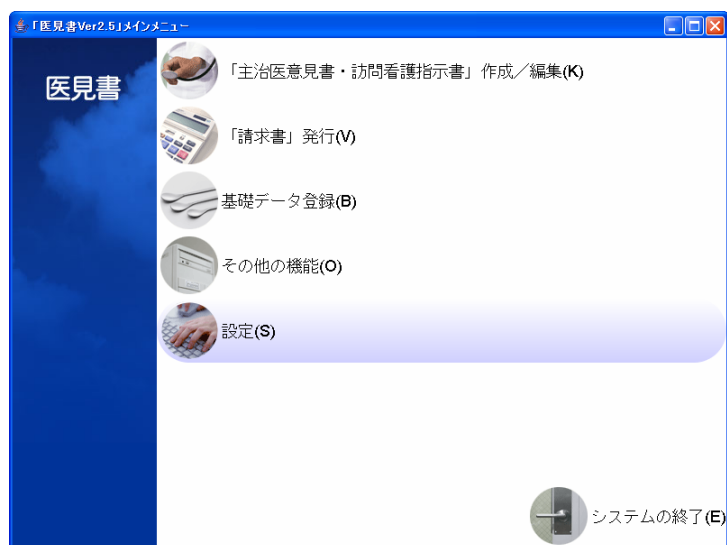 「医見書Ver2.5」メインメニュー
医見書
「主治医意見書・訪問看護指示書」作成／編集(K)
「請求書」発行(V)
基礎データ登録(B)
その他の機能(O)
設定(S)
システムの終了(E)